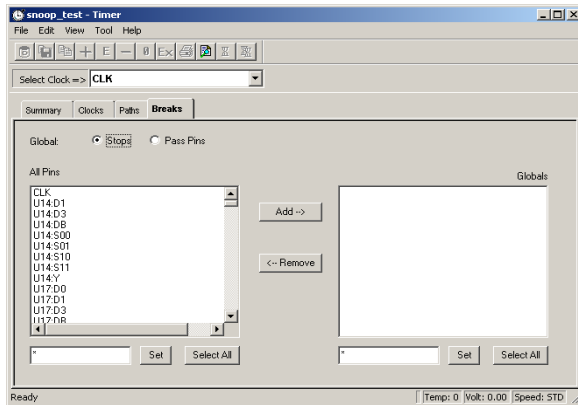 snoop_test - Timer
File Edit View Tool Help
E Ex
Select Clock => CLK
Summary Clocks Paths Breaks
Global: Stops Pass Pins
All Pins
Globals
CLK
U14:D1
U14:D3
U14:DB
U14:S00
U14:S01
U14:S10
U14:S11
U14:Y
U17:D0
U17:D1
U17:D3
U17:DB
Add -->
<-- Remove
* Set Select All
* Set Select All
Ready
Temp: 0 Volt: 0.00 Speed: STD